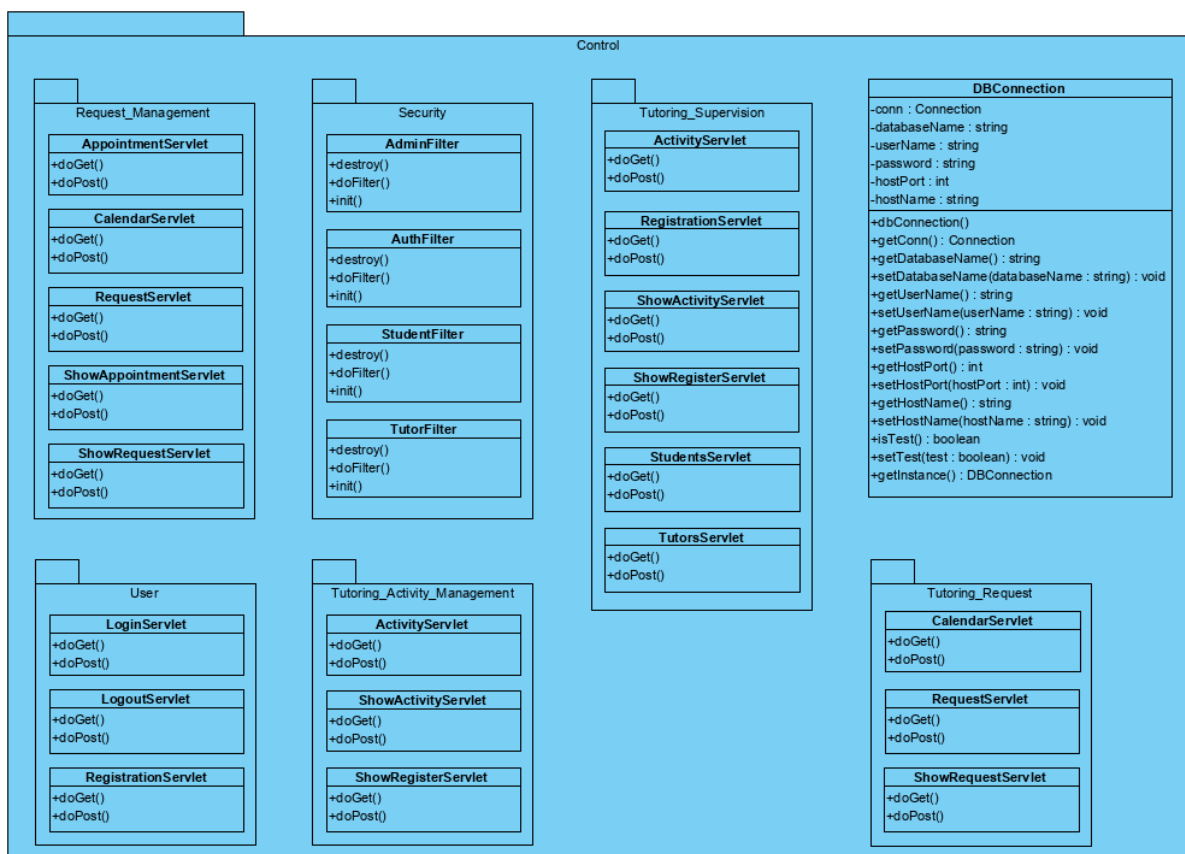 Control
Request_Management
AppointmentServlet
+doGet()
+doPost()
CalendarServlet
+doGet()
+doPost()
RequestServlet
+doGet()
+doPost()
ShowAppointmentServlet
+doGet()
+doPost()
ShowRequestServlet
+doGet()
+doPost()
Security
AdminFilter
+destroy()
+doFilter()
+init()
AuthFilter
+destroy()
+doFilter()
+init()
StudentFilter
+destroy()
+doFilter()
+init()
TutorFilter
+destroy()
+doFilter()
+init()
Tutoring_Supervision
ActivityServlet
+doGet()
+doPost()
RegistrationServlet
+doGet()
+doPost()
ShowActivityServlet
+doGet()
+doPost()
ShowRegisterServlet
+doGet()
+doPost()
StudentsServlet
+doGet()
+doPost()
TutorsServlet
+doGet()
+doPost()
DBConnection
-conn : Connection
-databaseName : string
-userName : string
-password : string
-hostPort : int
-hostName : string
+dbConnection()
+getConn() : Connection
+getDatabaseName() : string
+setDatabaseName(databaseName : string) : void
+getUserName() : string
+setUserName(userName : string) : void
+getPassword() : string
+setPassword(password : string) : void
+getHostPort() : int
+setHostPort(hostPort : int) : void
+getHostName() : string
+setHostName(hostName : string) : void
+isTest() : boolean
+setTest(test : boolean) : void
+getInstance() : DBConnection
User
LoginServlet
+doGet()
+doPost()
LogoutServlet
+doGet()
+doPost()
RegistrationServlet
+doGet()
+doPost()
Tutoring_Activity_Management
ActivityServlet
+doGet()
+doPost()
ShowActivityServlet
+doGet()
+doPost()
ShowRegisterServlet
+doGet()
+doPost()
Tutoring_Request
CalendarServlet
+doGet()
+doPost()
RequestServlet
+doGet()
+doPost()
ShowRequestServlet
+doGet()
+doPost()